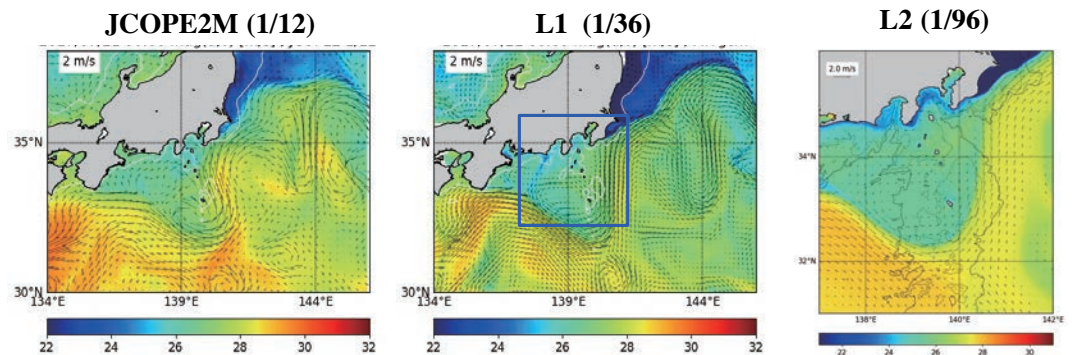 JCOPE2M (1/12)
L1 (1/36)
L2 (1/96)
2 m/s
35°N
30°N
134°E
139°E
144°E
22 24 26 28 30 32
2 m/s
35°N
30°N
134°E
139°E
144°E
22 24 26 28 30 32
2.0 m/s
34°N
32°N
138°E
140°E
142°E
22 24 26 28 30